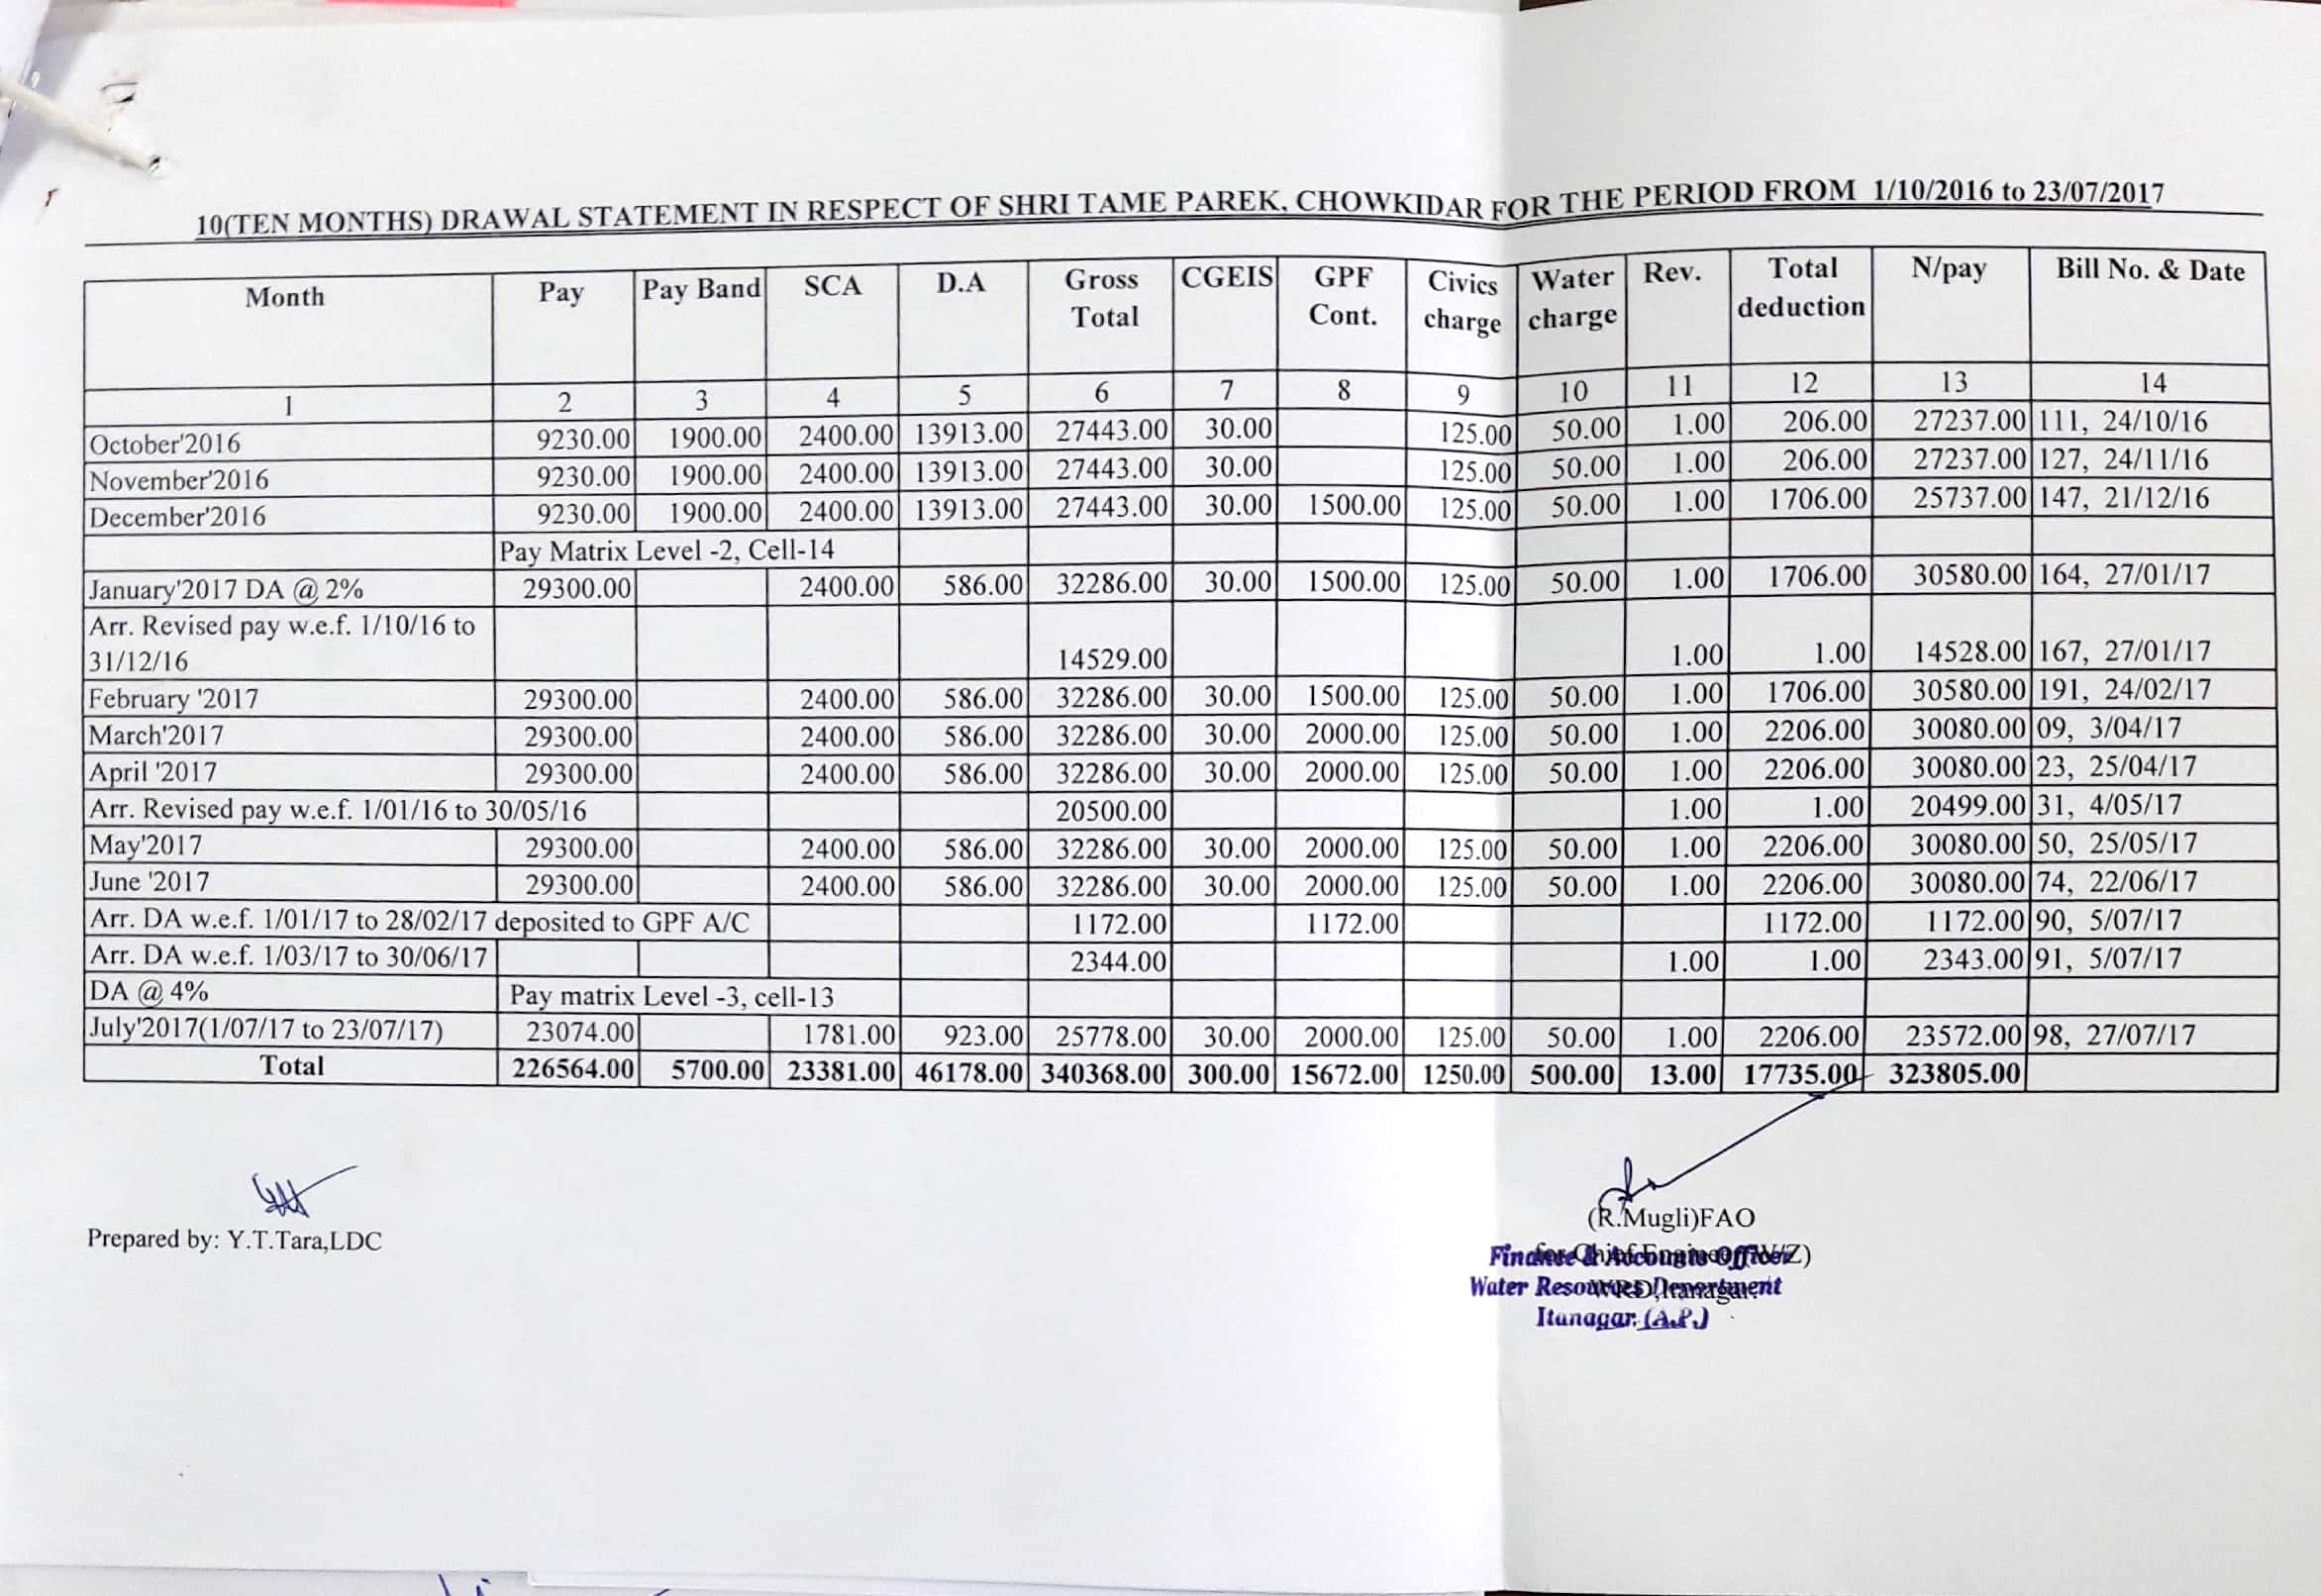 10(TEN MONTHS) DRAWAL STATEMENT IN RESPECT OF SHRI TAME PAREK, CHOWKIDAR FOR THE PERIOD FROM 1/10/2016 to 23/07/2017
Month Pay Pay Band SCA D.A Gross Total CGEIS GPF Cont. Civics charge Water charge Rev. Total deduction N/pay Bill No. & Date
1 2 3 4 5 6 7 8 9 10 11 12 13 14
October'2016 9230.00 1900.00 2400.00 13913.00 27443.00 30.00 125.00 50.00 1.00 206.00 27237.00 111, 24/10/16
November'2016 9230.00 1900.00 2400.00 13913.00 27443.00 30.00 125.00 50.00 1.00 206.00 27237.00 127, 24/11/16
December'2016 9230.00 1900.00 2400.00 13913.00 27443.00 30.00 1500.00 125.00 50.00 1.00 1706.00 25737.00 147, 21/12/16
Pay Matrix Level -2, Cell-14
January'2017 DA @ 2% 29300.00 2400.00 586.00 32286.00 30.00 1500.00 125.00 50.00 1.00 1706.00 30580.00 164, 27/01/17
Arr. Revised pay w.e.f. 1/10/16 to
31/12/16 14529.00 1.00 1.00 14528.00 167, 27/01/17
February '2017 29300.00 2400.00 586.00 32286.00 30.00 1500.00 125.00 50.00 1.00 1706.00 30580.00 191, 24/02/17
March'2017 29300.00 2400.00 586.00 32286.00 30.00 2000.00 125.00 50.00 1.00 2206.00 30080.00 09, 3/04/17
April '2017 29300.00 2400.00 586.00 32286.00 30.00 2000.00 125.00 50.00 1.00 2206.00 30080.00 23, 25/04/17
Arr. Revised pay w.e.f. 1/01/16 to 30/05/16 20500.00 1.00 1.00 20499.00 31, 4/05/17
May'2017 29300.00 2400.00 586.00 32286.00 30.00 2000.00 125.00 50.00 1.00 2206.00 30080.00 50, 25/05/17
June '2017 29300.00 2400.00 586.00 32286.00 30.00 2000.00 125.00 50.00 1.00 2206.00 30080.00 74, 22/06/17
Arr. DA w.e.f. 1/01/17 to 28/02/17 deposited to GPF A/C 1172.00 1172.00 1172.00 1172.00 90, 5/07/17
Arr. DA w.e.f. 1/03/17 to 30/06/17 2344.00 1.00 1.00 2343.00 91, 5/07/17
DA @ 4% Pay matrix Level -3, cell-13
July'2017(1/07/17 to 23/07/17) 23074.00 1781.00 923.00 25778.00 30.00 2000.00 125.00 50.00 1.00 2206.00 23572.00 98, 27/07/17
Total 226564.00 5700.00 23381.00 46178.00 340368.00 300.00 15672.00 1250.00 500.00 13.00 17735.00 323805.00
Prepared by: Y.T.Tara,LDC
(R.Mugli)FAO
for Chief Engineer(W/Z)
WRD,Itanagar.
Finance & Accounts Officer
Water Resources Department
Itanagar. (A.P.)